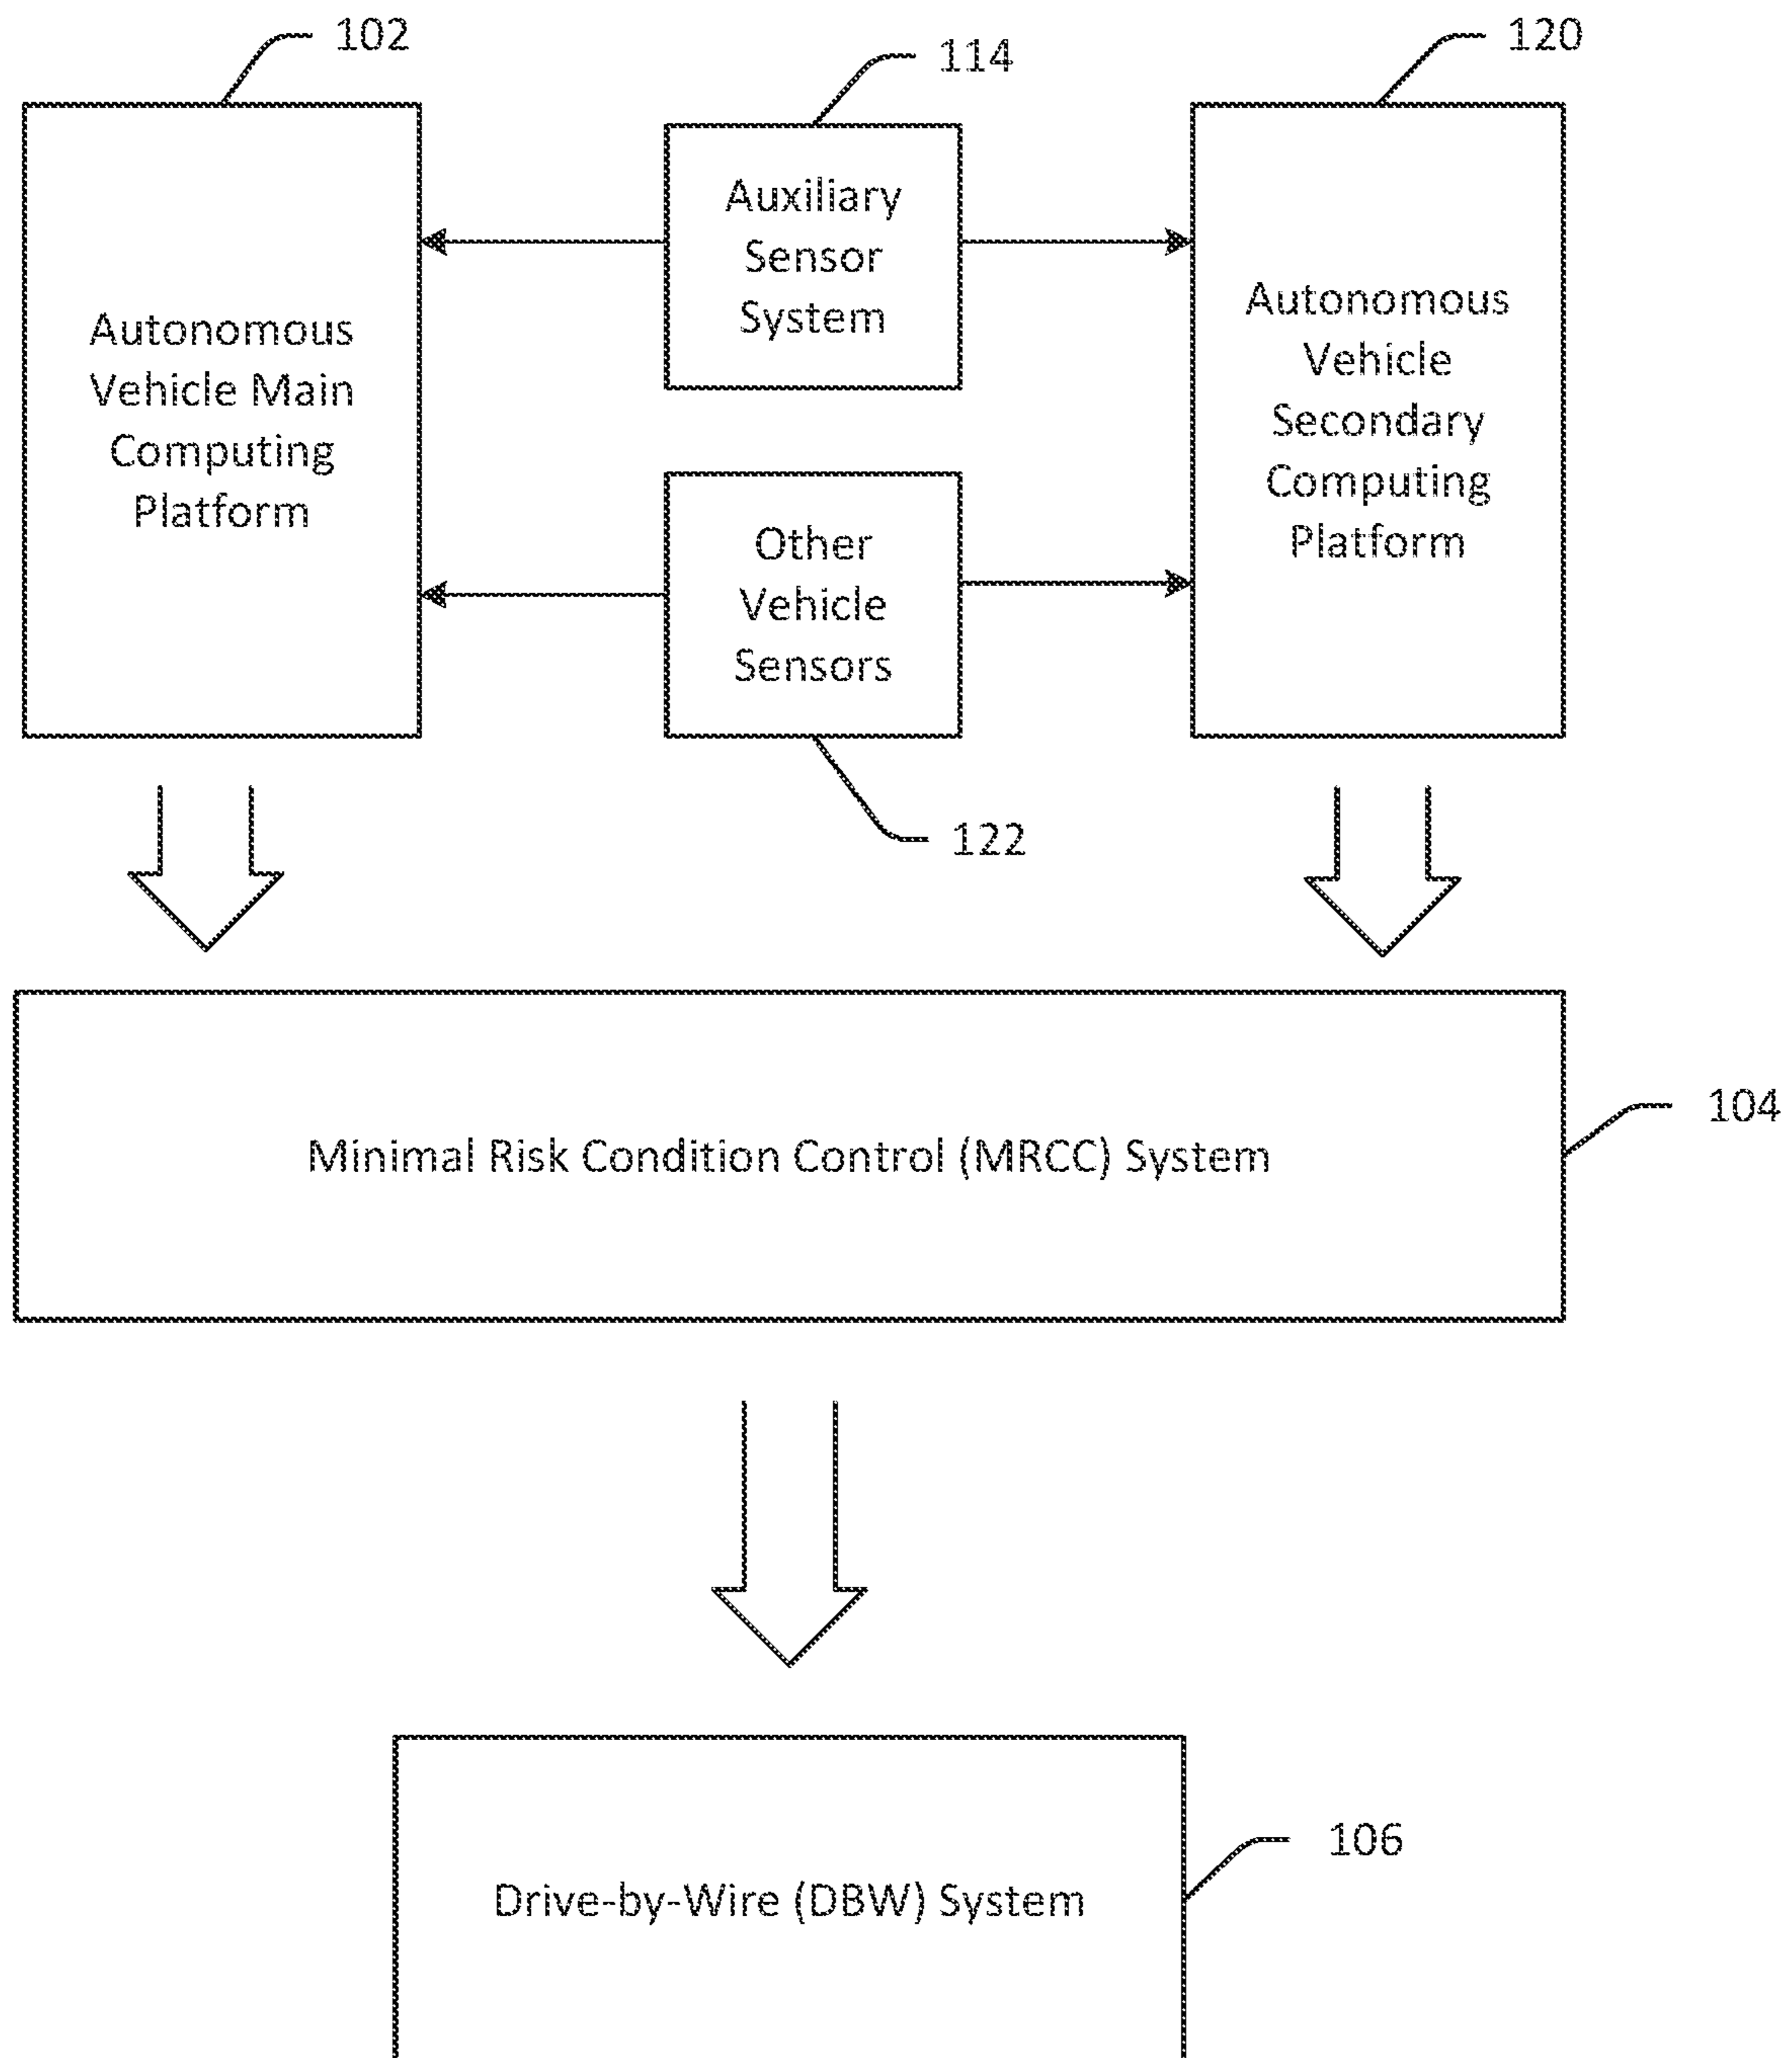 102
114
120
Auxiliary
Sensor
System
Autonomous
Vehicle Main
Computing
Platform
Autonomous
Vehicle
Secondary
Computing
Platform
Other
Vehicle
Sensors
122
104
Minimal Risk Condition Control (MRCC) System
106
Drive-by-Wire (DBW) System